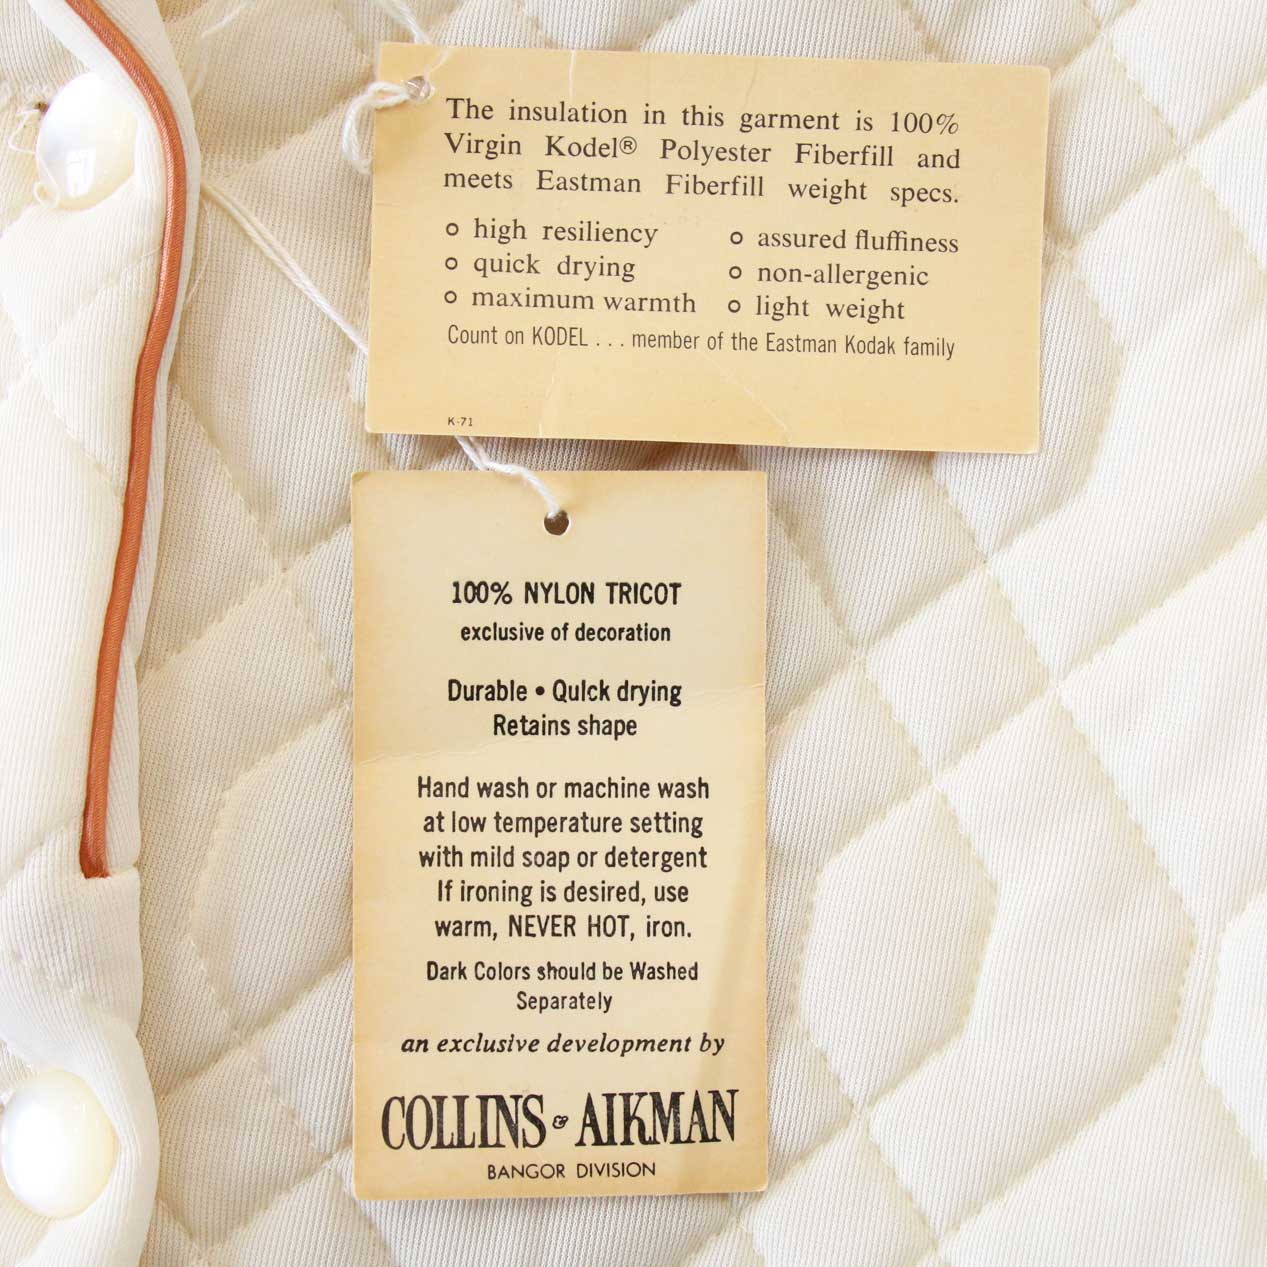 The insulation in this garment is 100%
Virgin Kodel® Polyester Fiberfill and
meets Eastman Fiberfill weight specs.
o high resiliency o assured fluffiness
o quick drying o non-allergenic
o maximum warmth o light weight
Count on KODEL . . . member of the Eastman Kodak family
K-71
100% NYLON TRICOT
exclusive of decoration
Durable • Quick drying
Retains shape
Hand wash or machine wash
at low temperature setting
with mild soap or detergent
If ironing is desired, use
warm, NEVER HOT, iron.
Dark Colors should be Washed
Separately
an exclusive development by
COLLINS & AIKMAN
BANGOR DIVISION